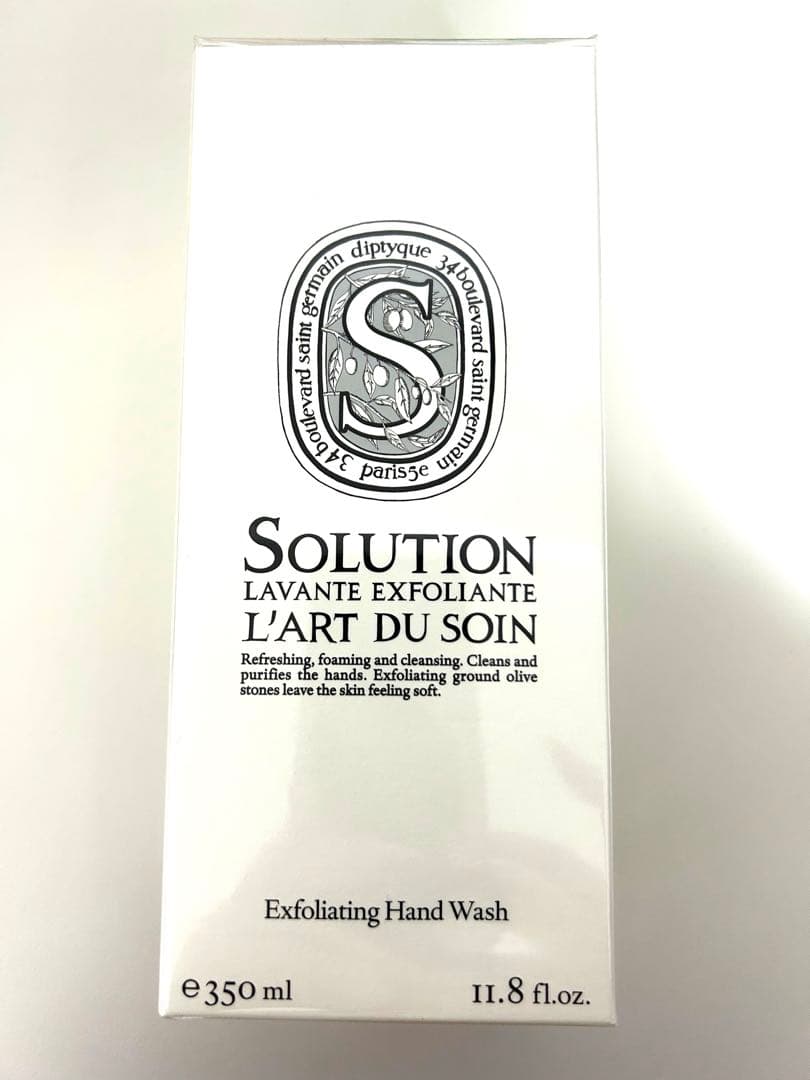 diptyque 34 boulevard saint germain paris5e 34 boulevard saint germain
S
SOLUTION
LAVANTE EXFOLIANTE
L'ART DU SOIN
Refreshing, foaming and cleansing. Cleans and
purifies the hands. Exfoliating ground olive
stones leave the skin feeling soft.
Exfoliating Hand Wash
℮350 ml
11.8 fl.oz.